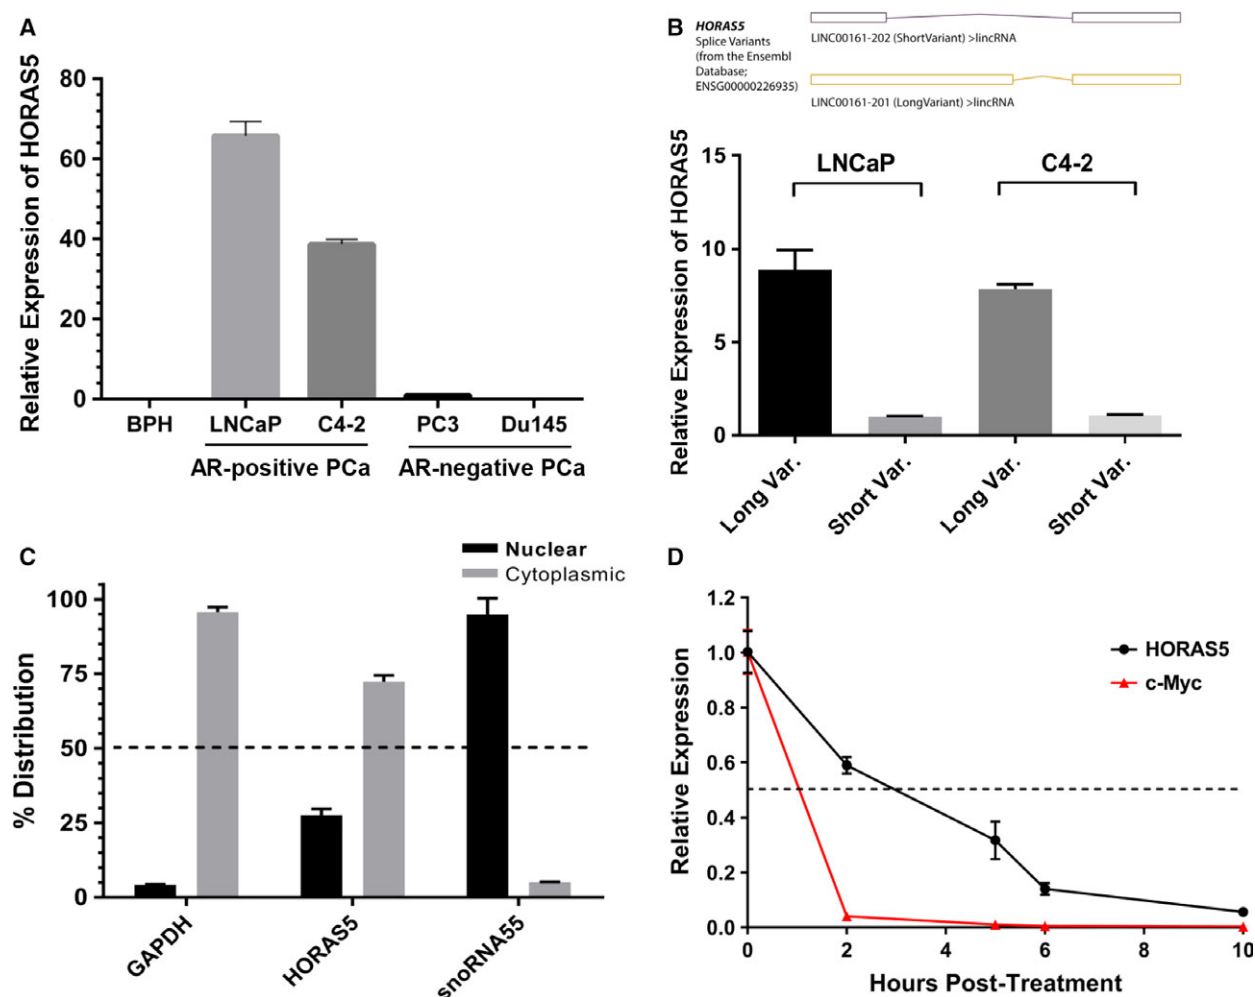 A
Relative Expression of HORAS5
80
60
40
20
0
BPH
LNCaP
C4-2
PC3
Du145
AR-positive PCa
AR-negative PCa
B
HORAS5
Splice Variants
(from the Ensembl
Database;
ENSG00000226935)
LINC00161-202 (ShortVariant) >lincRNA
LINC00161-201 (LongVariant) >lincRNA
Relative Expression of HORAS5
15
10
5
0
LNCaP
C4-2
Long Var.
Short Var.
Long Var.
Short Var.
C
Nuclear
Cytoplasmic
% Distribution
100
75
50
25
0
GAPDH
HORAS5
snoRNA55
D
Relative Expression
1.2
1.0
0.8
0.6
0.4
0.2
0.0
HORAS5
c-Myc
0
2
4
6
8
10
Hours Post-Treatment